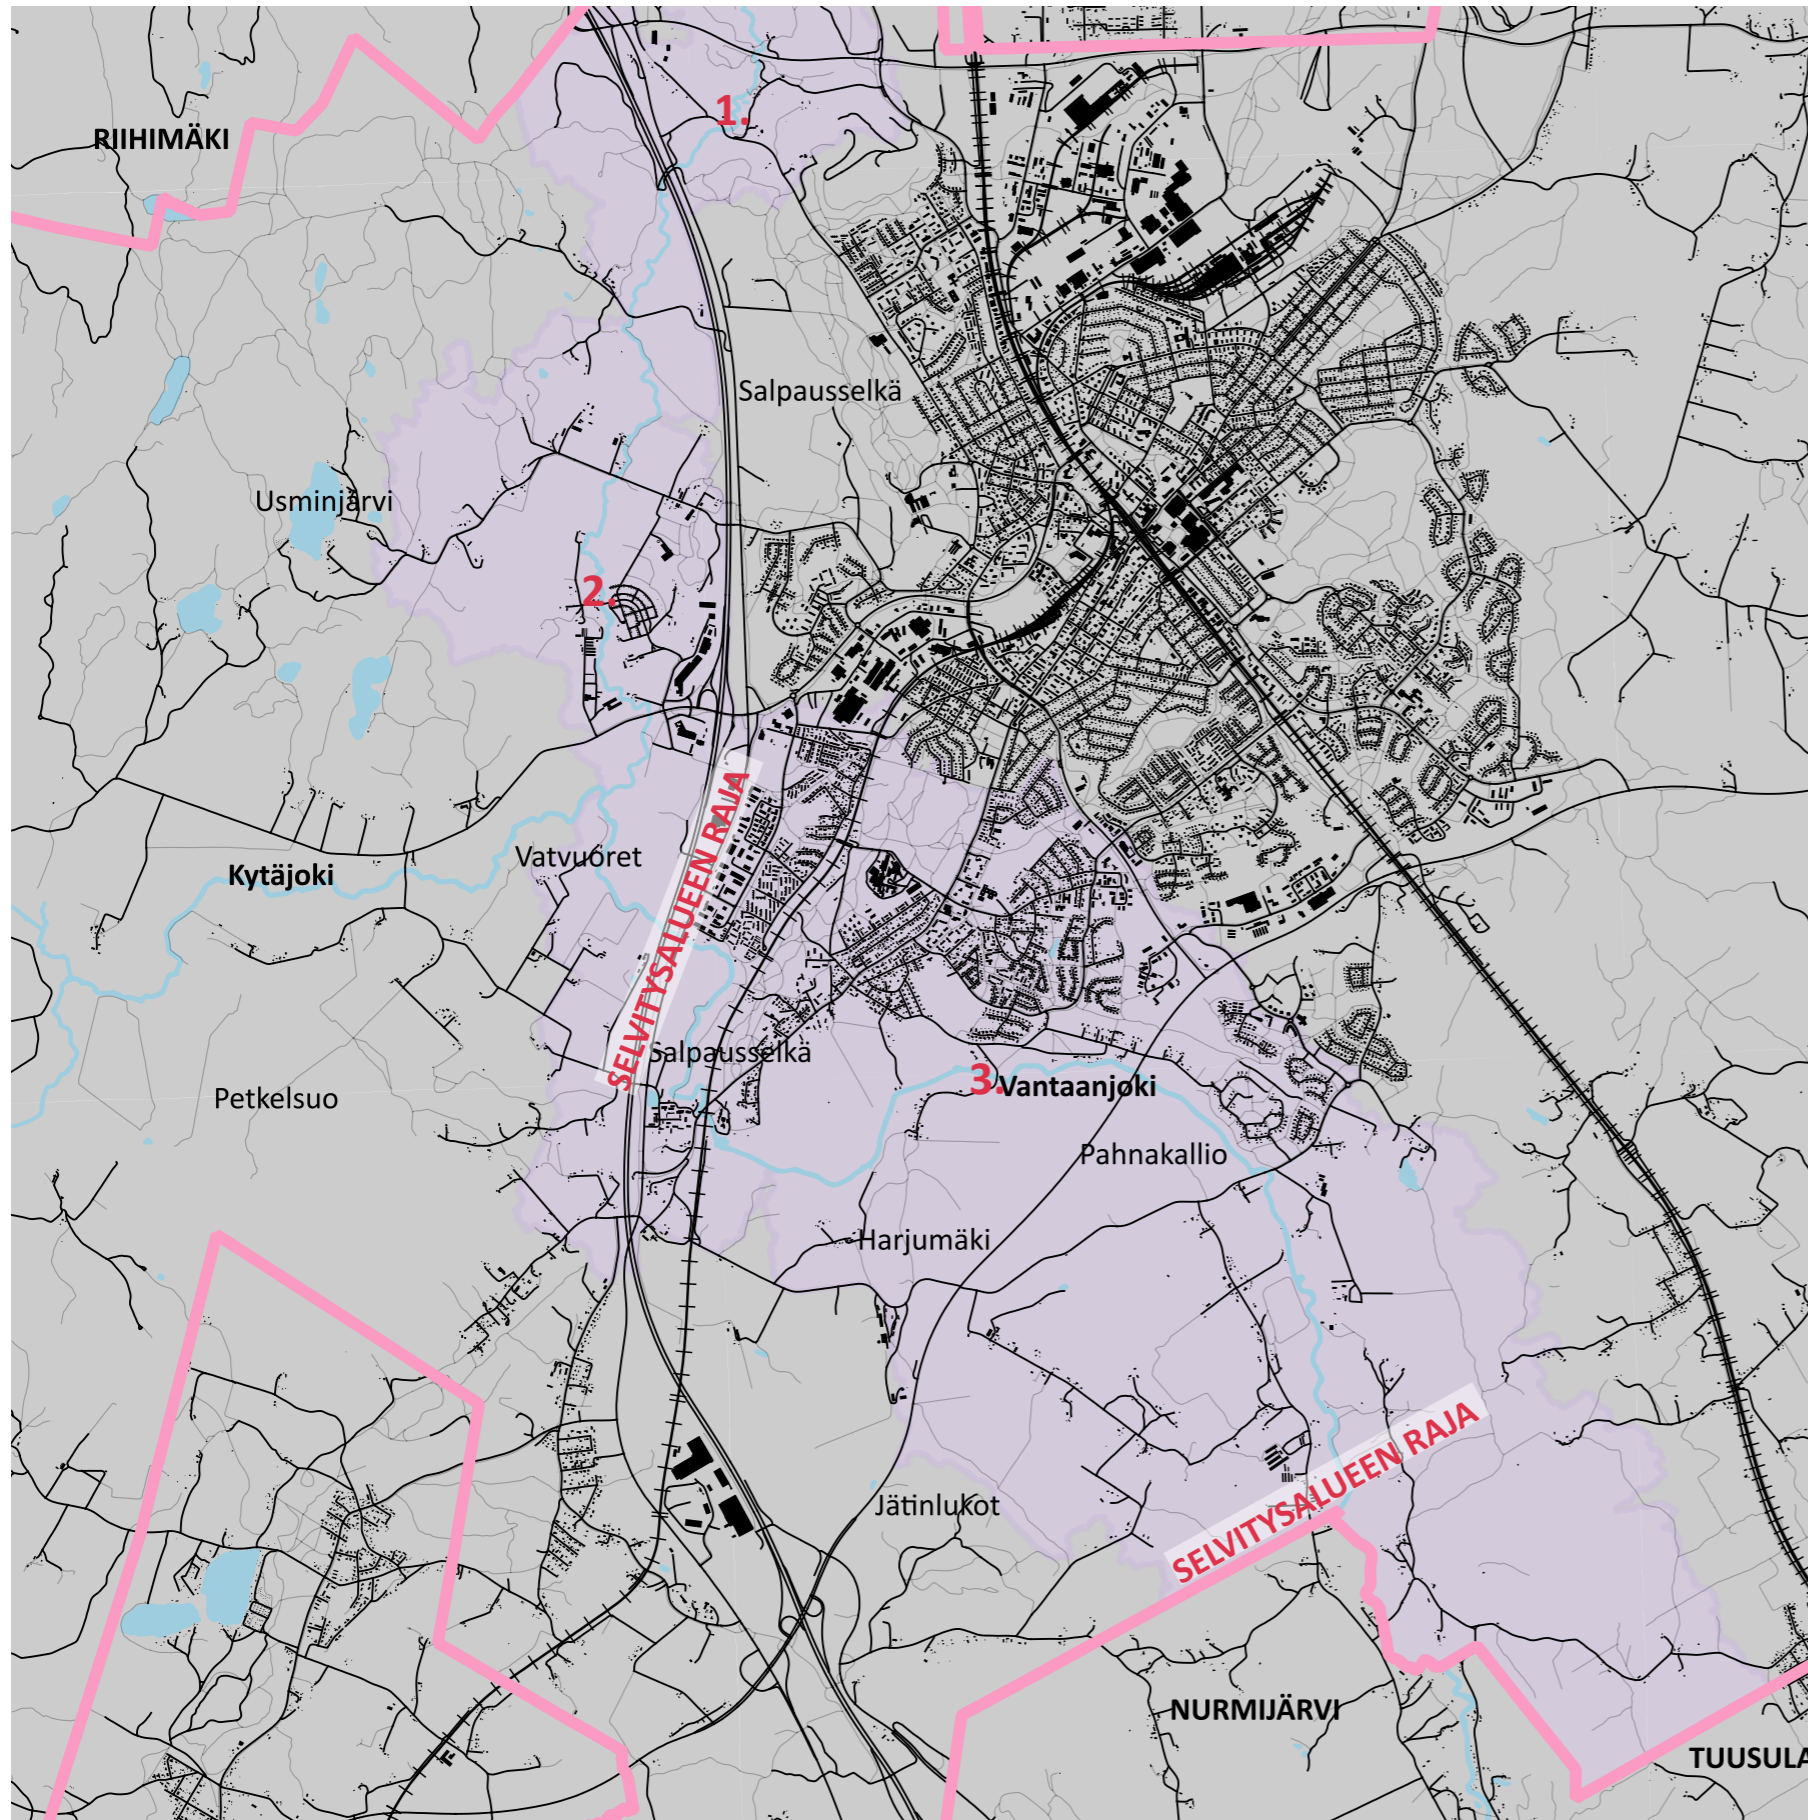 1.
RIIHIMÄKI
Salpausselkä
Usminjärvi
2.
SELVITYSALUEEN RAJA
Vatvuoret
Kytäjoki
Salpausselkä
3.
Vantaanjoki
Petkelsuo
Pahnakallio
Harjumäki
SELVITYSALUEEN RAJA
Jätinlukot
NURMIJÄRVI
TUUSULA